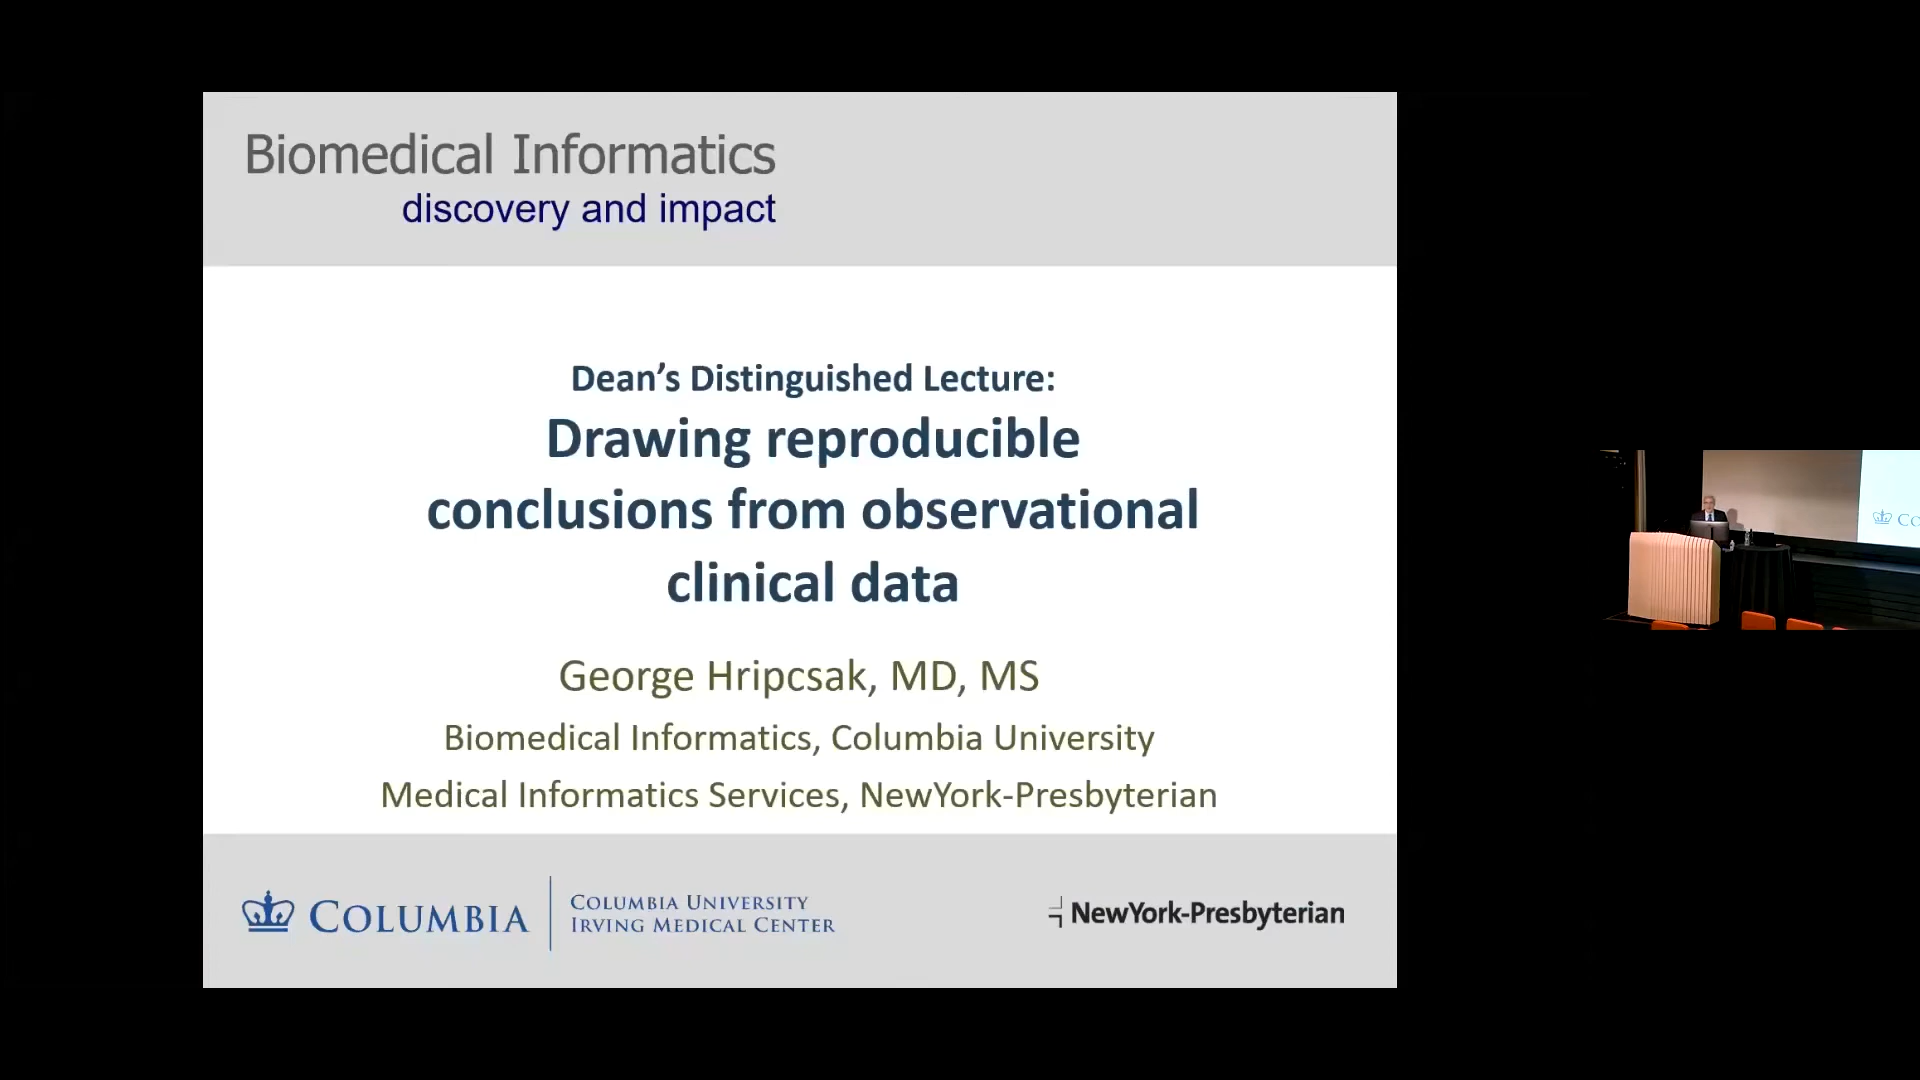 Biomedical Informatics
discovery and impact
Dean’s Distinguished Lecture:
Drawing reproducible
conclusions from observational
clinical data
George Hripcsak, MD, MS
Biomedical Informatics, Columbia University
Medical Informatics Services, NewYork-Presbyterian
COLUMBIA
COLUMBIA UNIVERSITY
IRVING MEDICAL CENTER
NewYork-Presbyterian
CO